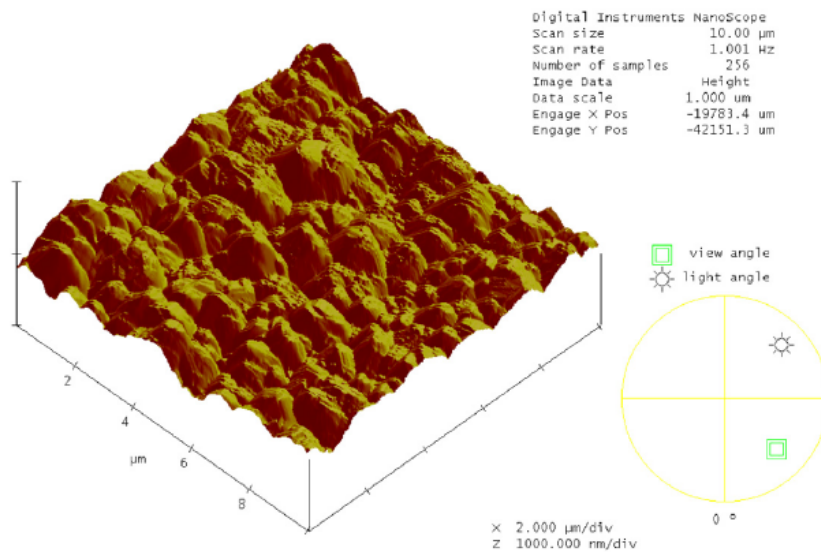 Digital Instruments NanoScope
Scan size 10.00 µm
Scan rate 1.001 Hz
Number of samples 256
Image Data Height
Data scale 1.000 um
Engage X Pos -19783.4 um
Engage Y Pos -42151.3 um
view angle
light angle
2
4
6
8
µm
X 2.000 µm/div
Z 1000.000 nm/div
0 °